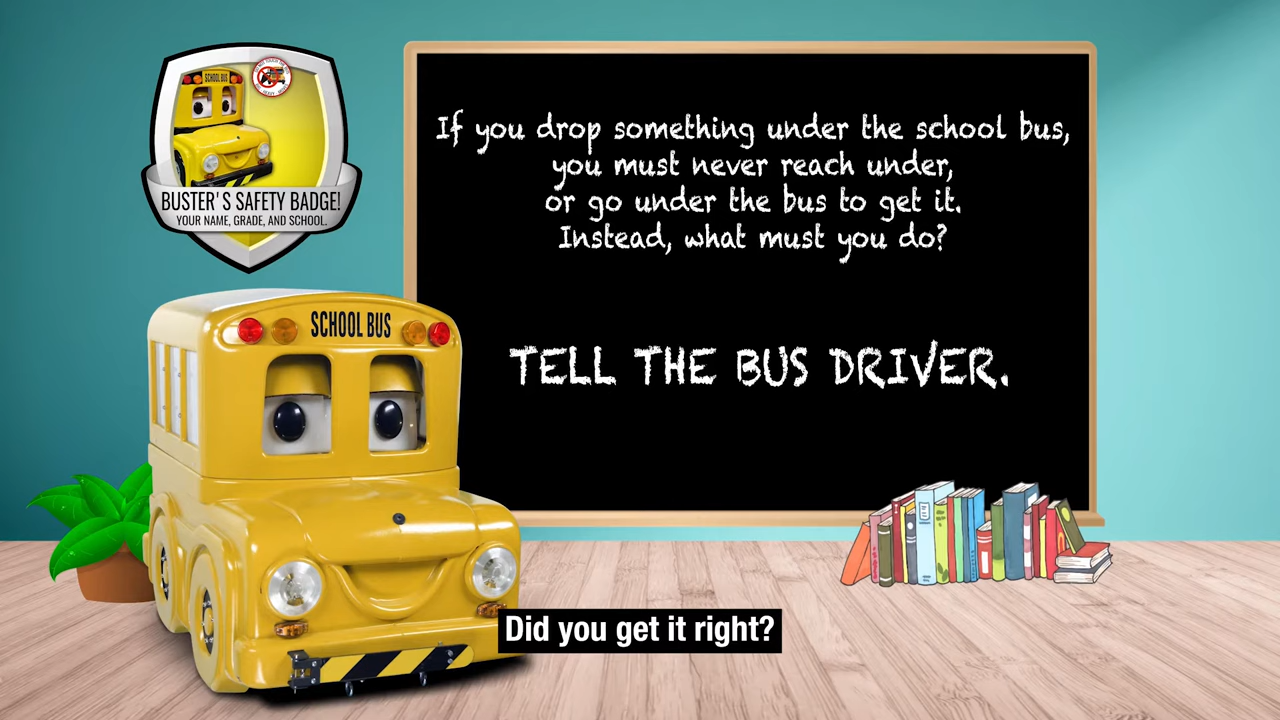 SCHOOL BUS
BUSTER'S SAFETY BADGE!
YOUR NAME, GRADE, AND SCHOOL.
If you drop something under the school bus,
you must never reach under,
or go under the bus to get it.
Instead, what must you do?
TELL THE BUS DRIVER.
SCHOOL BUS
Did you get it right?